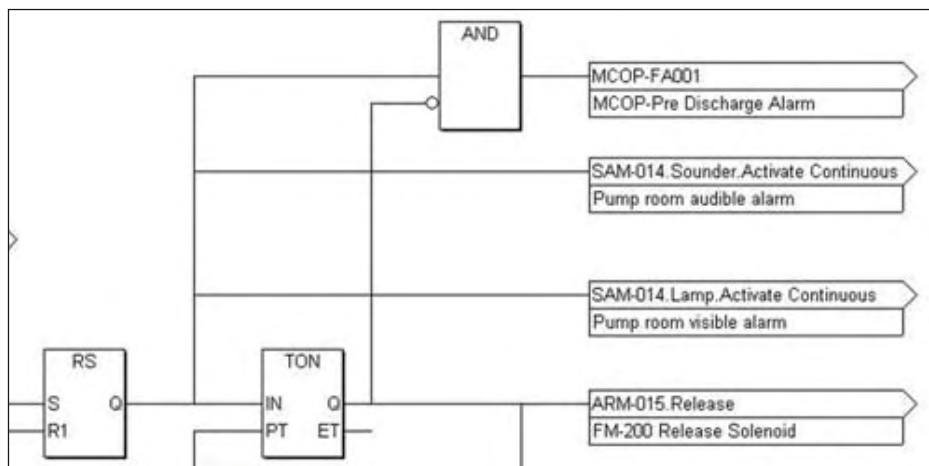 AND
MCOP-FA001
MCOP-Pre Discharge Alarm
SAM-014.Sounder.Activate Continuous
Pump room audible alarm
SAM-014.Lamp.Activate Continuous
Pump room visible alarm
RS
S Q
R1
TON
IN Q
PT ET
ARM-015.Release
FM-200 Release Solenoid